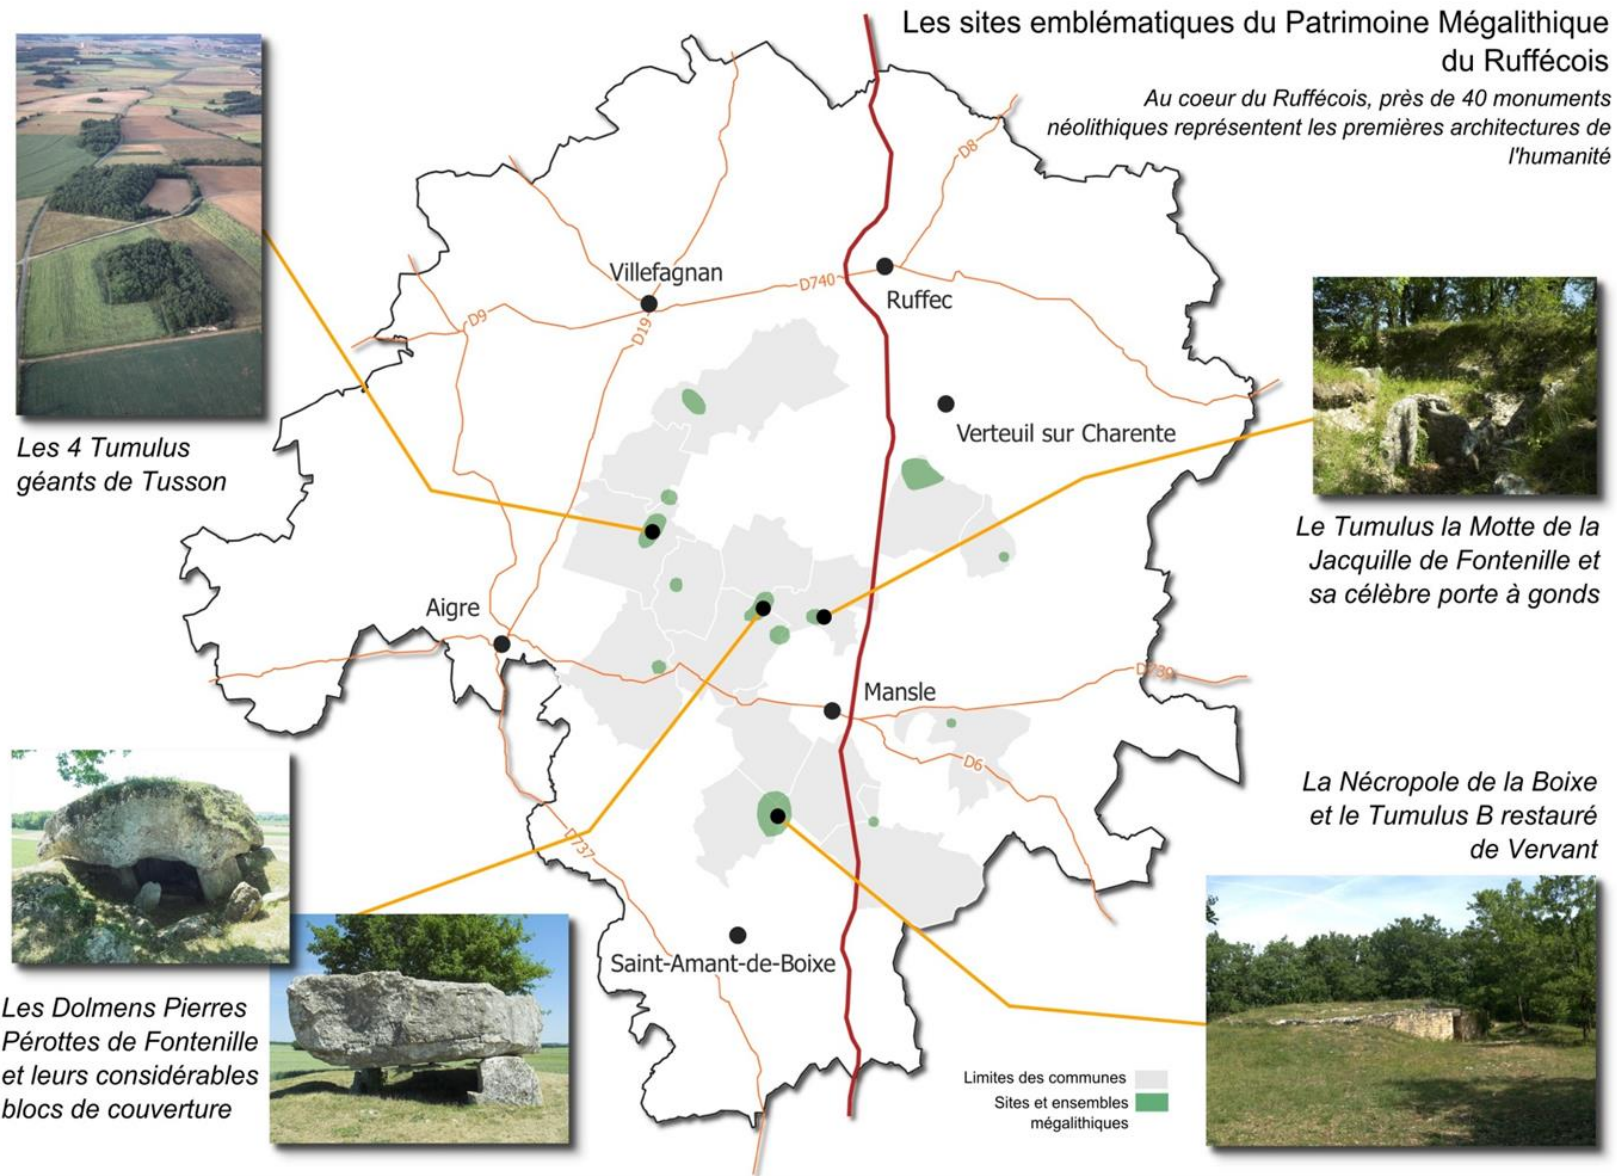 Les sites emblématiques du Patrimoine Mégalithique
du Ruffécois
Au coeur du Ruffécois, près de 40 monuments
néolithiques représentent les premières architectures de
l'humanité
D8
Villefagnan
D740
Ruffec
D9
D19
Verteuil sur Charente
Les 4 Tumulus
géants de Tusson
Le Tumulus la Motte de la
Jacquille de Fontenille et
sa célèbre porte à gonds
Aigre
Mansle
D739
D6
La Nécropole de la Boixe
et le Tumulus B restauré
de Vervant
D737
Saint-Amant-de-Boixe
Les Dolmens Pierres
Pérottes de Fontenille
et leurs considérables
blocs de couverture
Limites des communes
Sites et ensembles
mégalithiques